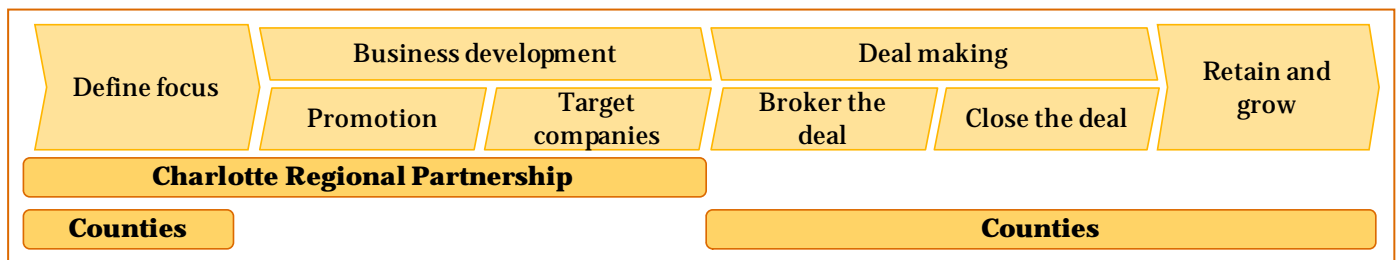 Define focus
Business development
Deal making
Retain and
grow
Promotion
Target
companies
Broker the
deal
Close the deal
Charlotte Regional Partnership
Counties
Counties